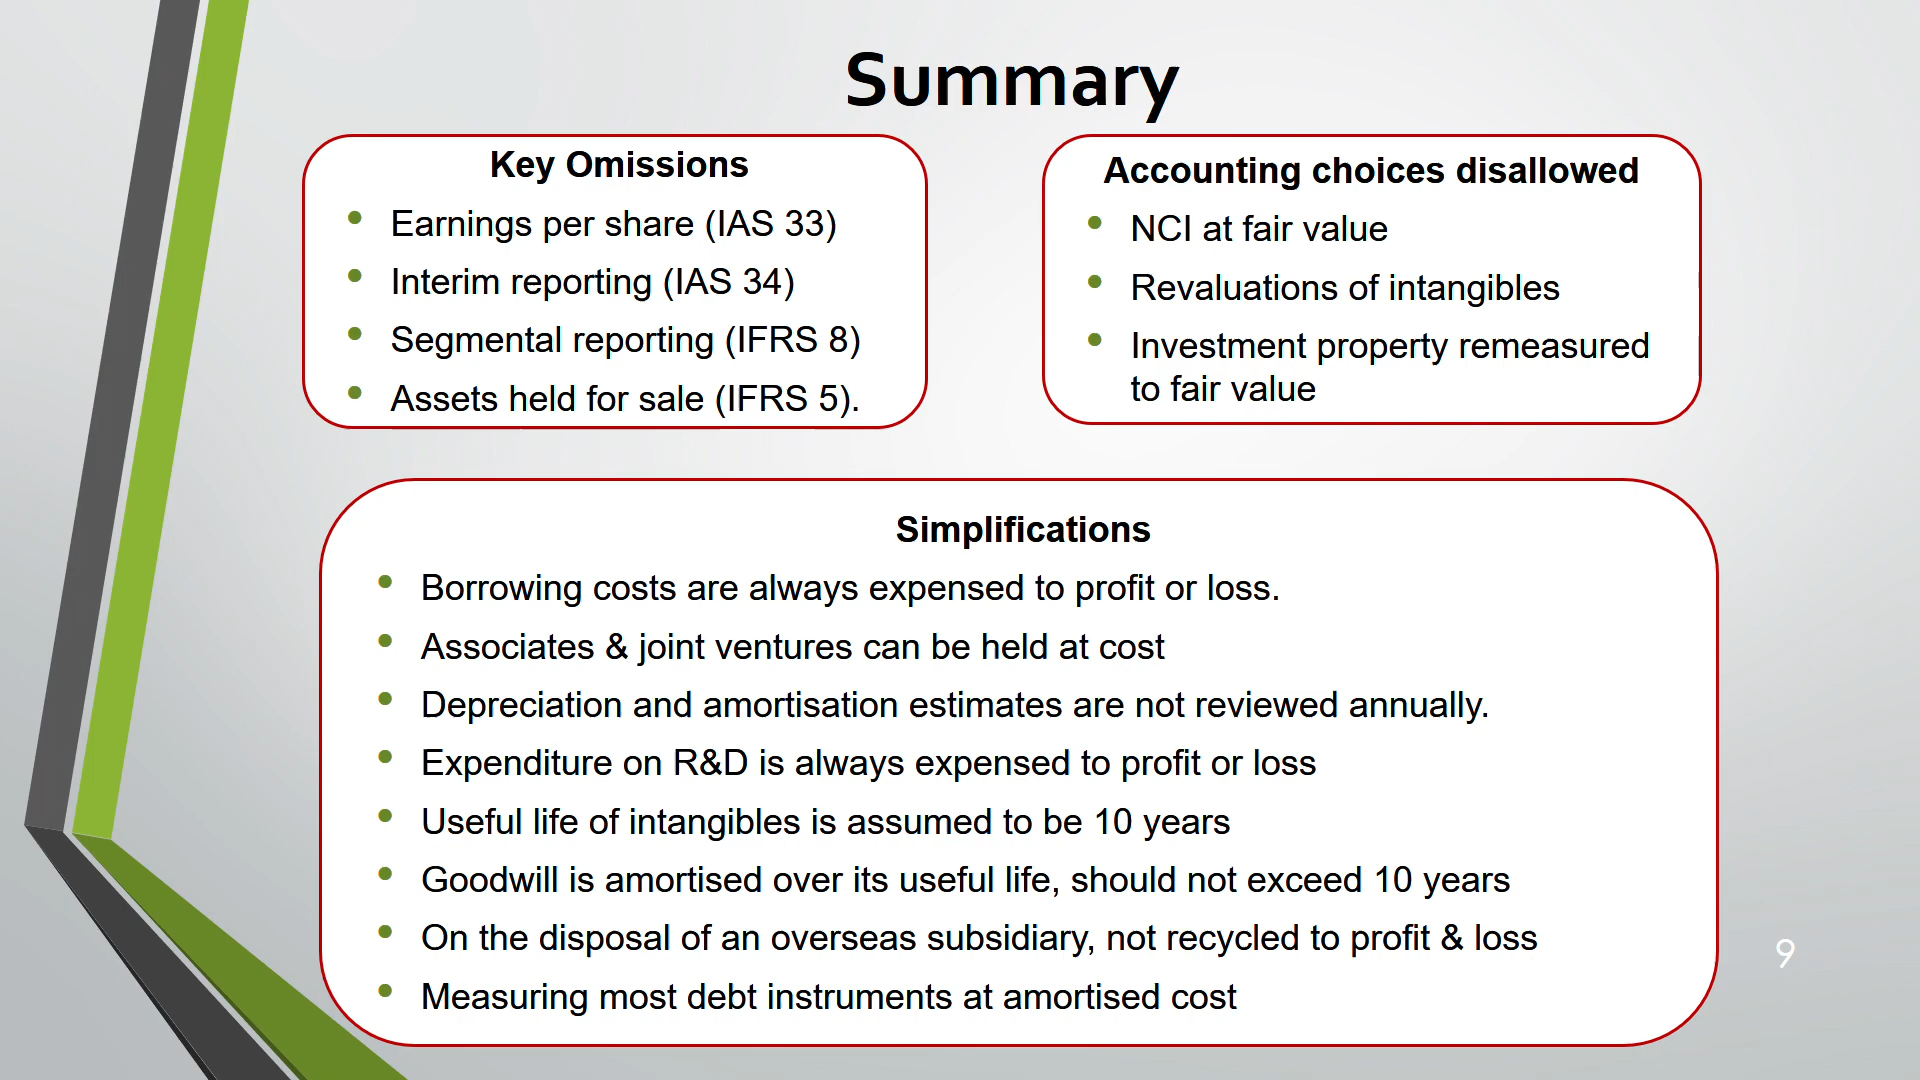 Summary
Key Omissions
• Earnings per share (IAS 33)
• Interim reporting (IAS 34)
• Segmental reporting (IFRS 8)
• Assets held for sale (IFRS 5).
Accounting choices disallowed
• NCI at fair value
• Revaluations of intangibles
• Investment property remeasured
to fair value
Simplifications
• Borrowing costs are always expensed to profit or loss.
• Associates & joint ventures can be held at cost
• Depreciation and amortisation estimates are not reviewed annually.
• Expenditure on R&D is always expensed to profit or loss
• Useful life of intangibles is assumed to be 10 years
• Goodwill is amortised over its useful life, should not exceed 10 years
• On the disposal of an overseas subsidiary, not recycled to profit & loss
• Measuring most debt instruments at amortised cost
9